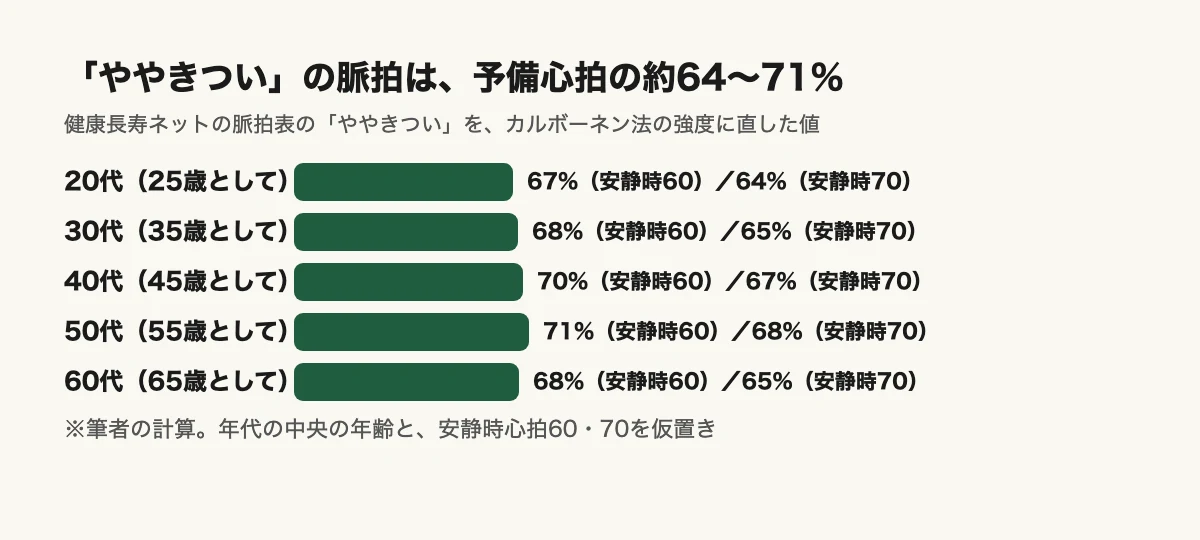 「ややきつい」の脈拍は、予備心拍の約64〜71%
健康長寿ネットの脈拍表の「ややきつい」を、カルボーネン法の強度に直した値
20代（25歳として） 67%（安静時60）／64%（安静時70）
30代（35歳として） 68%（安静時60）／65%（安静時70）
40代（45歳として） 70%（安静時60）／67%（安静時70）
50代（55歳として） 71%（安静時60）／68%（安静時70）
60代（65歳として） 68%（安静時60）／65%（安静時70）
※筆者の計算。年代の中央の年齢と、安静時心拍60・70を仮置き